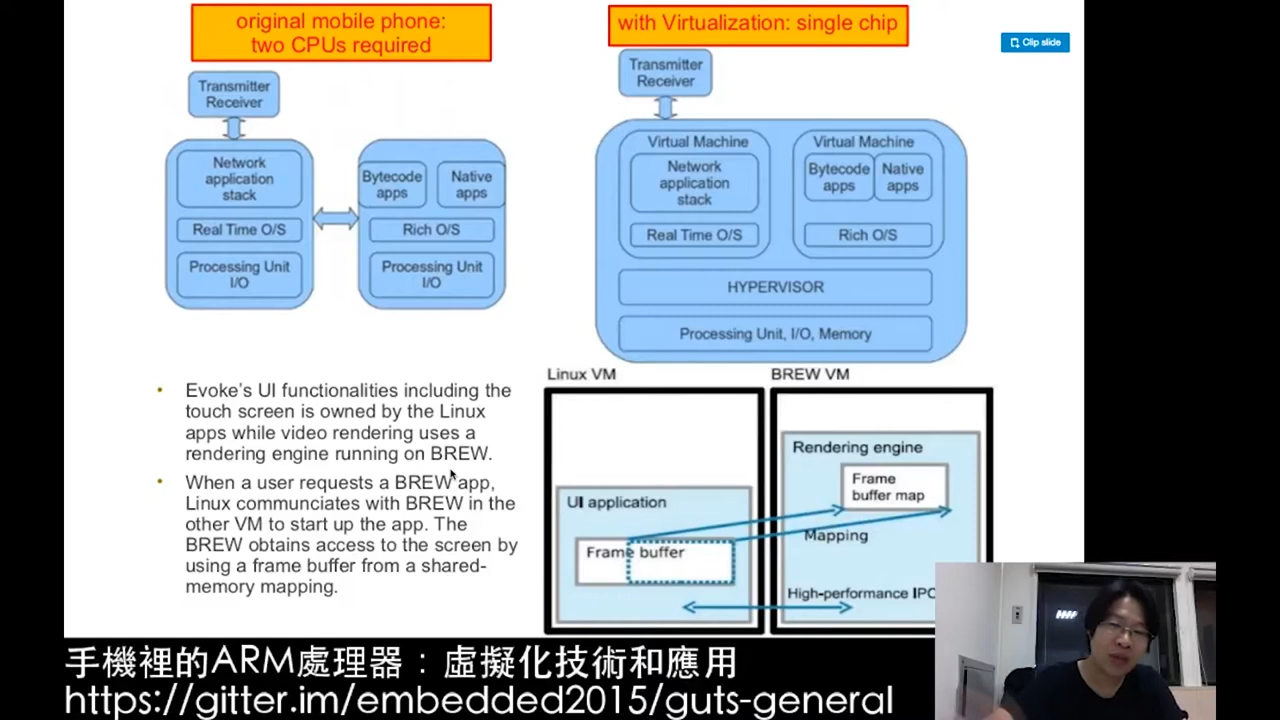 original mobile phone:
two CPUs required
with Virtualization: single chip
Clip slide
Transmitter
Receiver
Network
application
stack
Real Time O/S
Processing Unit
I/O
Bytecode
apps
Native
apps
Rich O/S
Processing Unit
I/O
Transmitter
Receiver
Virtual Machine
Network
application
stack
Real Time O/S
Virtual Machine
Bytecode
apps
Native
apps
Rich O/S
HYPERVISOR
Processing Unit, I/O, Memory
• Evoke's UI functionalities including the
touch screen is owned by the Linux
apps while video rendering uses a
rendering engine running on BREW.
• When a user requests a BREW app,
Linux communciates with BREW in the
other VM to start up the app. The
BREW obtains access to the screen by
using a frame buffer from a shared-
memory mapping.
Linux VM
UI application
Frame buffer
BREW VM
Rendering engine
Frame
buffer map
Mapping
High-performance IPC
手機裡的ARM處理器：虛擬化技術和應用
https://gitter.im/embedded2015/guts-general